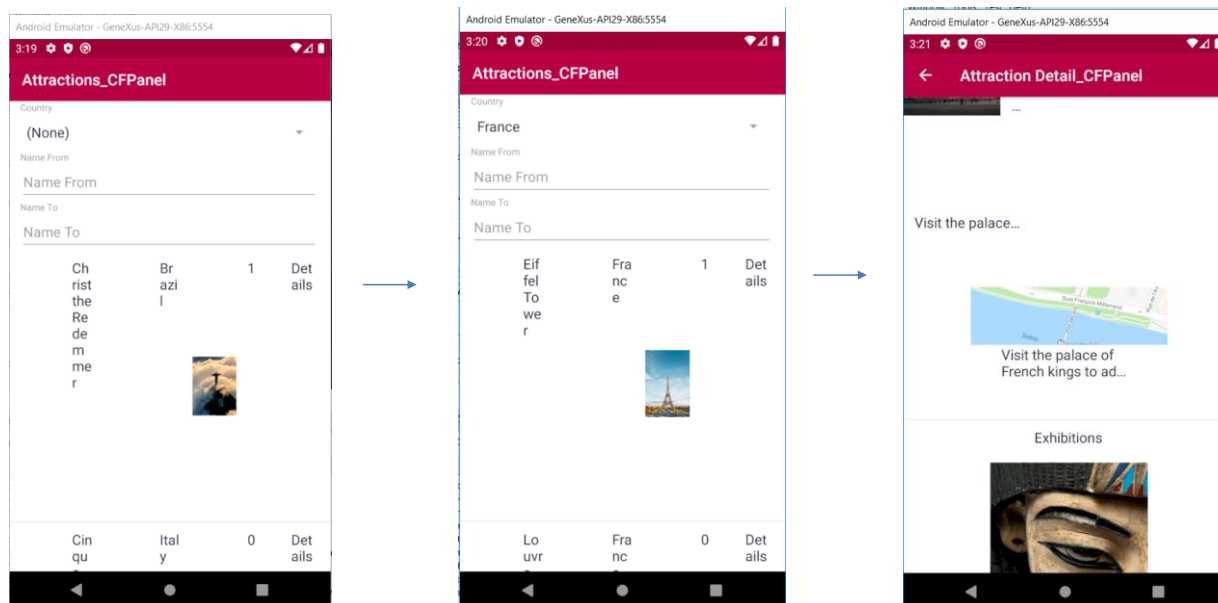 Android Emulator - GeneXus-API29-X86:5554
3:19
Attractions_CFPanel
Country
(None)
Name From
Name From
Name To
Name To
Ch Br 1 Det
rist azi ails
the l
Re
de
m
me
r
Cin Ital 0 Det
qu y ails
Android Emulator - GeneXus-API29-X86:5554
3:20
Attractions_CFPanel
Country
France
Name From
Name From
Name To
Name To
Eif Fra 1 Det
fel nc ails
To e
we
r
Lo Fra 0 Det
uvr nc ails
Android Emulator - GeneXus-API29-X86:5554
3:21
Attraction Detail_CFPanel
...
Visit the palace...
Quai François Mitterrand
Seine
Visit the palace of
French kings to ad...
Exhibitions